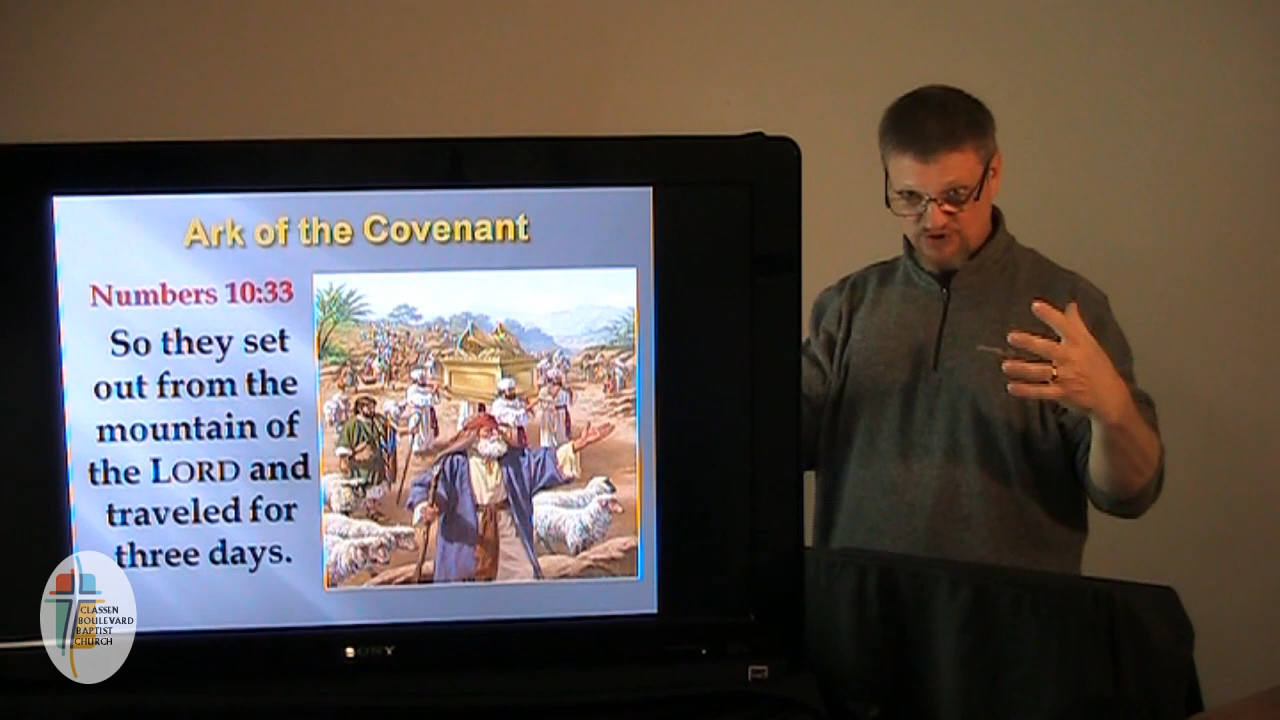 Ark of the Covenant
Numbers 10:33
So they set
out from the
mountain of
the LORD and
traveled for
three days.
CLASSEN
BOULEVARD
BAPTIST
CHURCH
SONY